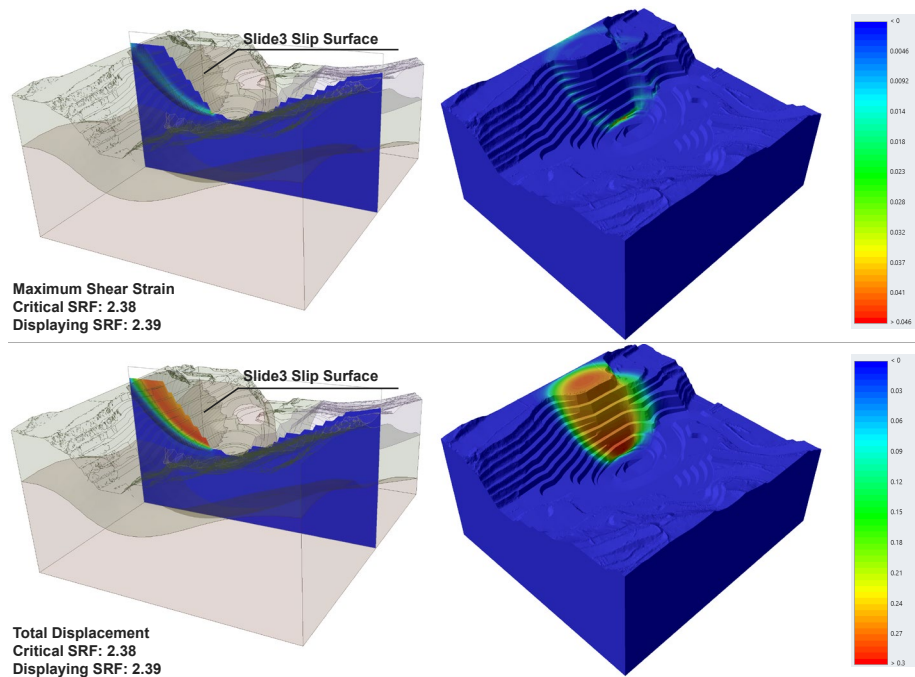 Slide3 Slip Surface
Maximum Shear Strain
Critical SRF: 2.38
Displaying SRF: 2.39
< 0
0.0046
0.0092
0.014
0.018
0.023
0.028
0.032
0.037
0.041
> 0.046
Slide3 Slip Surface
Total Displacement
Critical SRF: 2.38
Displaying SRF: 2.39
< 0
0.03
0.06
0.09
0.12
0.15
0.18
0.21
0.24
0.27
> 0.3